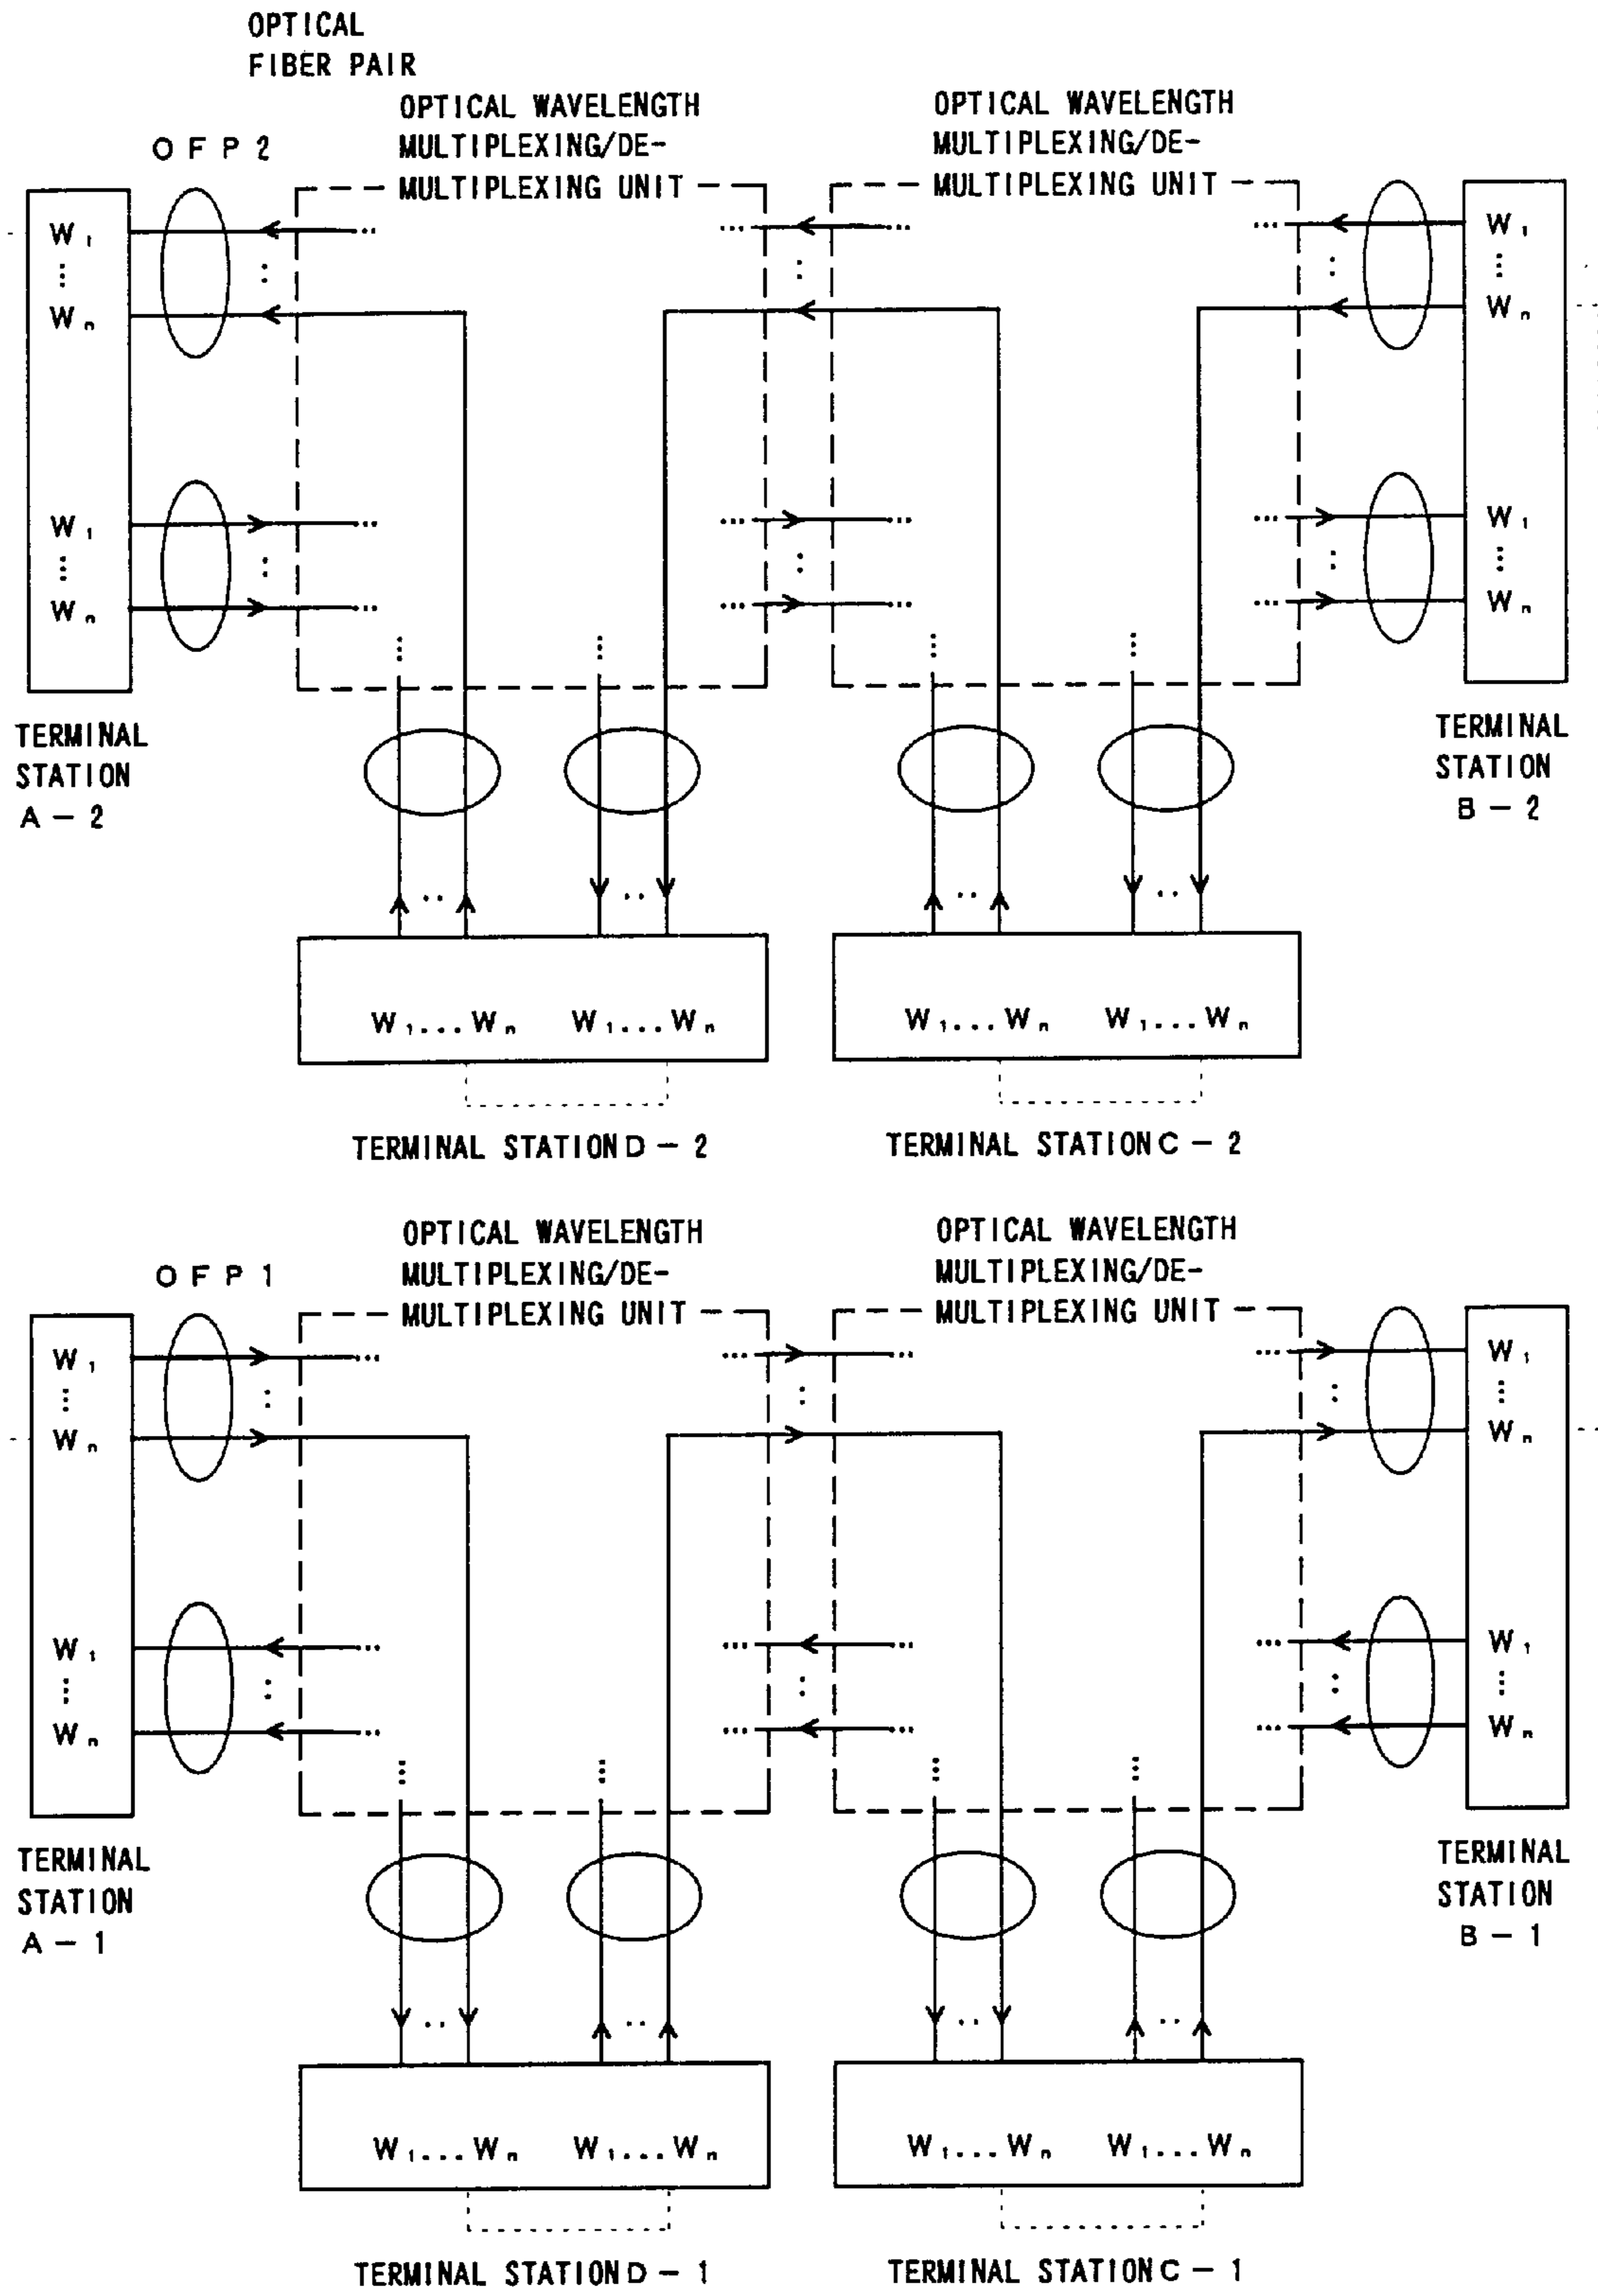 OPTICAL
FIBER PAIR
OPTICAL WAVELENGTH
MULTIPLEXING/DE-
MULTIPLEXING UNIT
OPTICAL WAVELENGTH
MULTIPLEXING/DE-
MULTIPLEXING UNIT
OFP2
W1
⋮
Wn
W1
⋮
Wn
W1
⋮
Wn
W1
⋮
Wn
TERMINAL
STATION
A-2
TERMINAL
STATION
B-2
W1...Wn W1...Wn
W1...Wn W1...Wn
TERMINAL STATION D-2
TERMINAL STATION C-2
OPTICAL WAVELENGTH
MULTIPLEXING/DE-
MULTIPLEXING UNIT
OPTICAL WAVELENGTH
MULTIPLEXING/DE-
MULTIPLEXING UNIT
OFP1
W1
⋮
Wn
W1
⋮
Wn
W1
⋮
Wn
W1
⋮
Wn
TERMINAL
STATION
A-1
TERMINAL
STATION
B-1
W1...Wn W1...Wn
W1...Wn W1...Wn
TERMINAL STATION D-1
TERMINAL STATION C-1